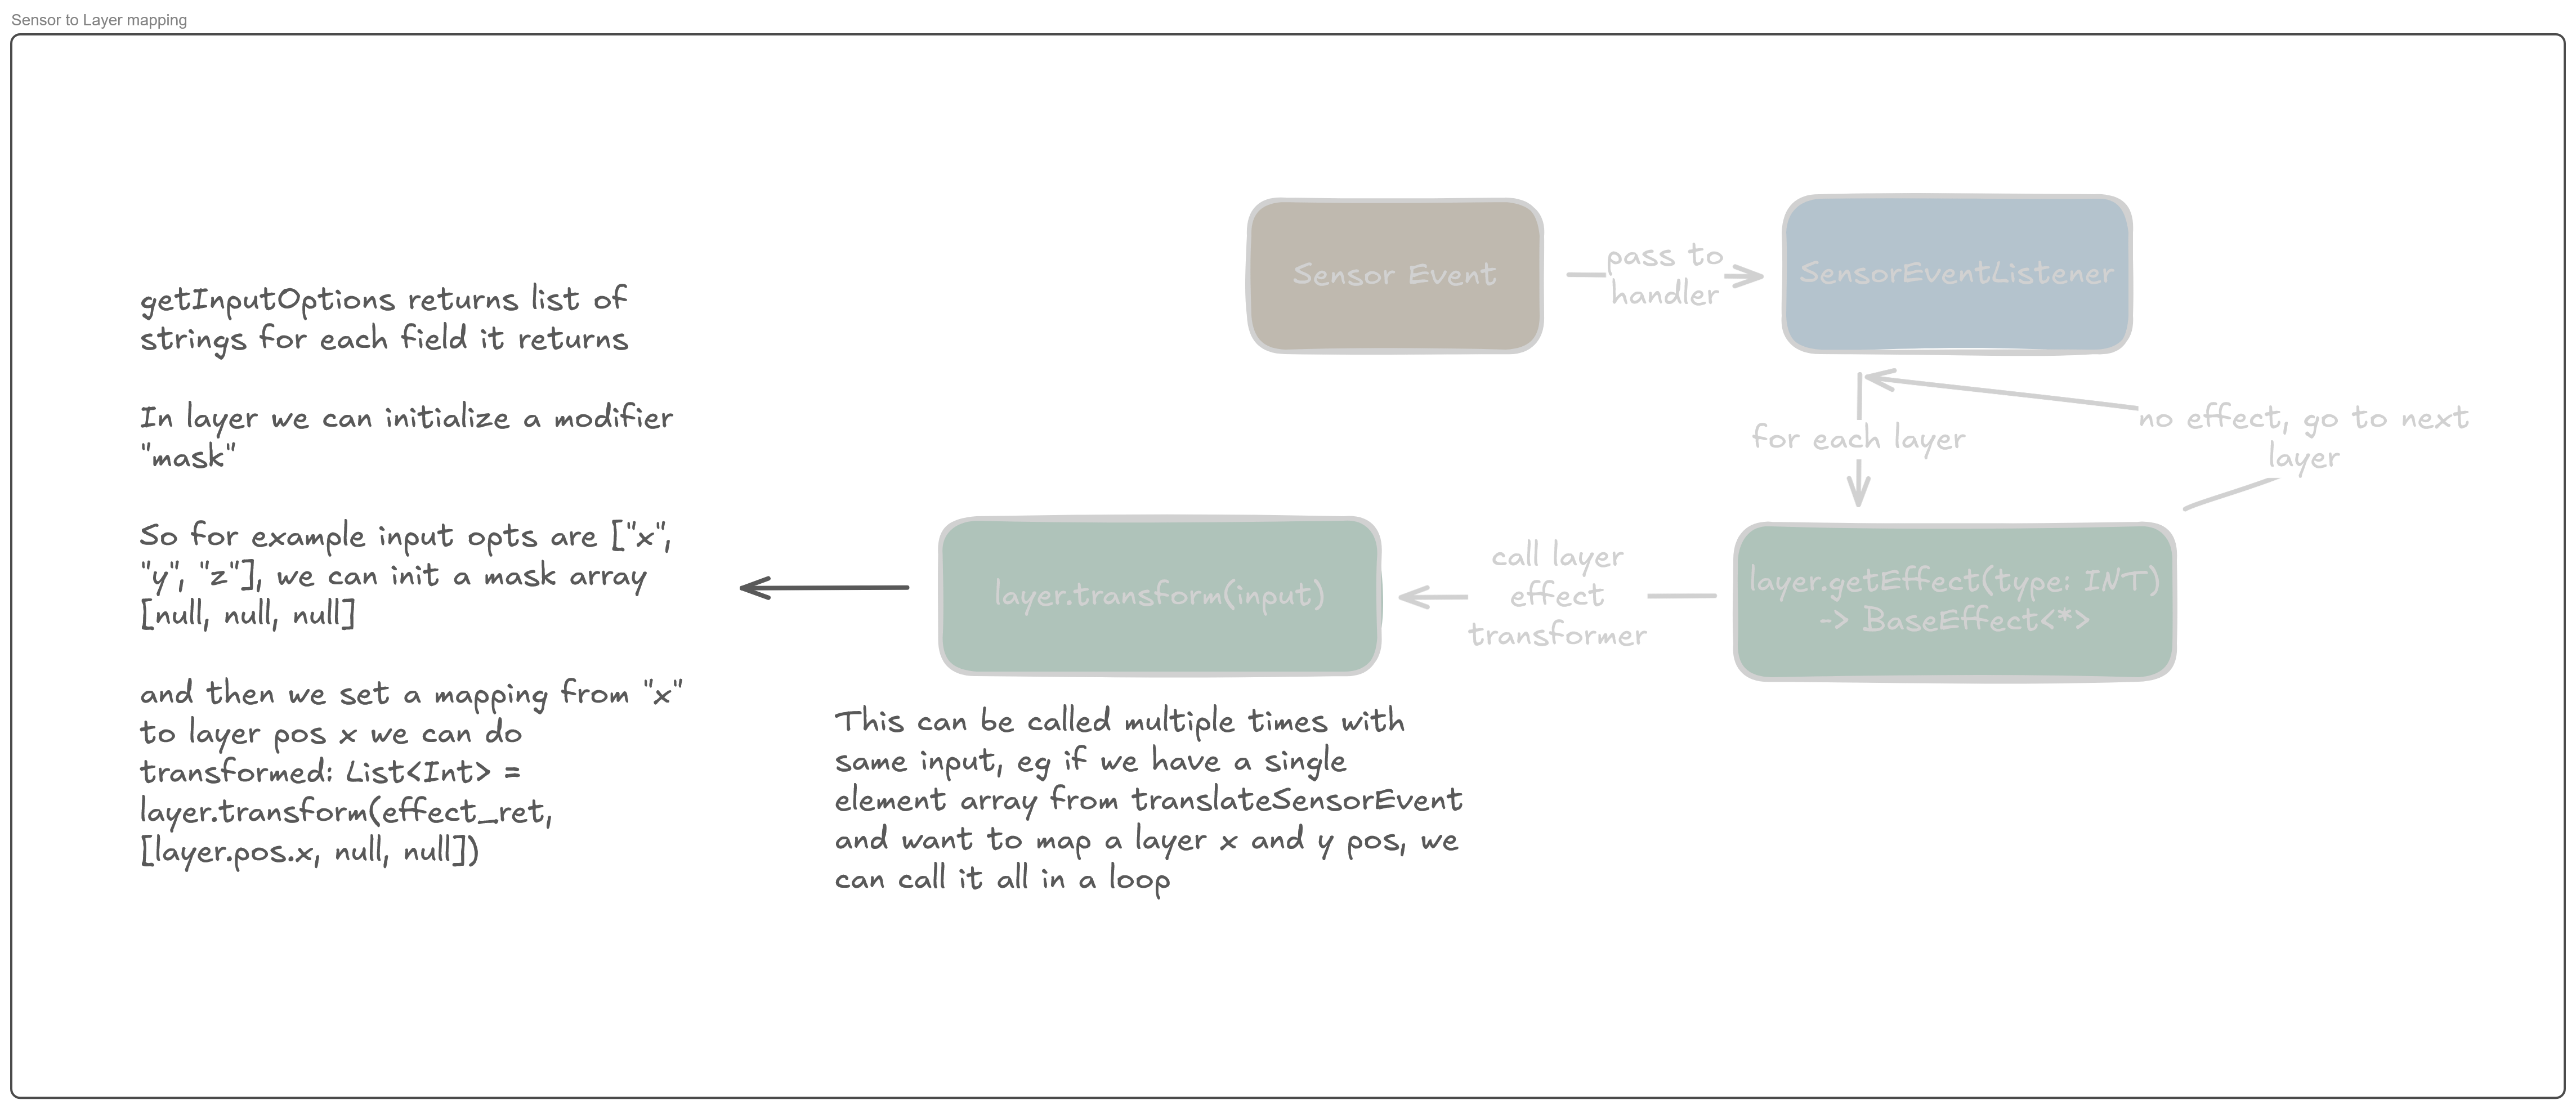 Sensor to Layer mapping
Sensor Event
pass to
handler
SensorEventListener
for each layer
no effect, go to next
layer
layer.getEffect(type: INT)
-> BaseEffect<*>
call layer
effect
transformer
layer.transform(input)
This can be called multiple times with
same input, eg if we have a single
element array from translateSensorEvent
and want to map a layer x and y pos, we
can call it all in a loop
getInputOptions returns list of
strings for each field it returns
In layer we can initialize a modifier
"mask"
So for example input opts are ["x",
"y", "z"], we can init a mask array
[null, null, null]
and then we set a mapping from "x"
to layer pos x we can do
transformed: List<Int> =
layer.transform(effect_ret,
[layer.pos.x, null, null])